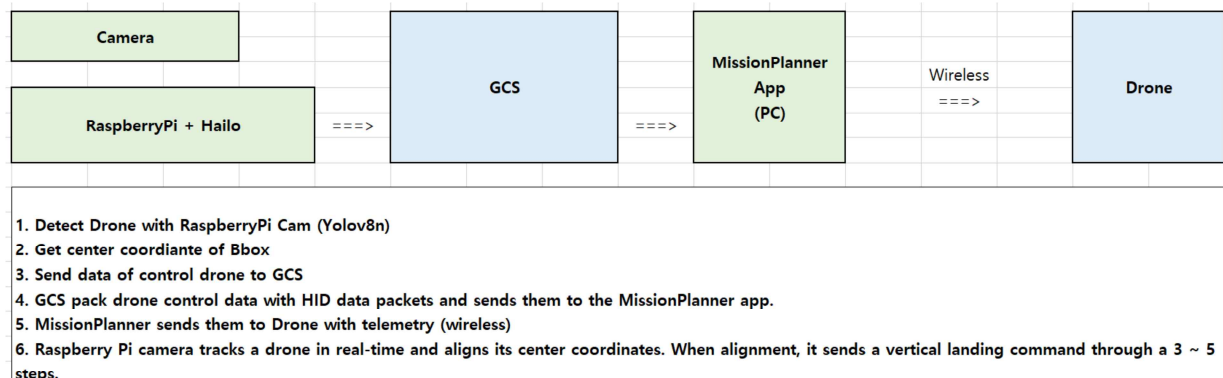 Camera
RaspberryPi + Hailo
===>
GCS
===>
MissionPlanner
App
(PC)
Wireless
===>
Drone
1. Detect Drone with RaspberryPi Cam (Yolov8n)
2. Get center coordiante of Bbox
3. Send data of control drone to GCS
4. GCS pack drone control data with HID data packets and sends them to the MissionPlanner app.
5. MissionPlanner sends them to Drone with telemetry (wireless)
6. Raspberry Pi camera tracks a drone in real-time and aligns its center coordinates. When alignment, it sends a vertical landing command through a 3 ~ 5
steps.